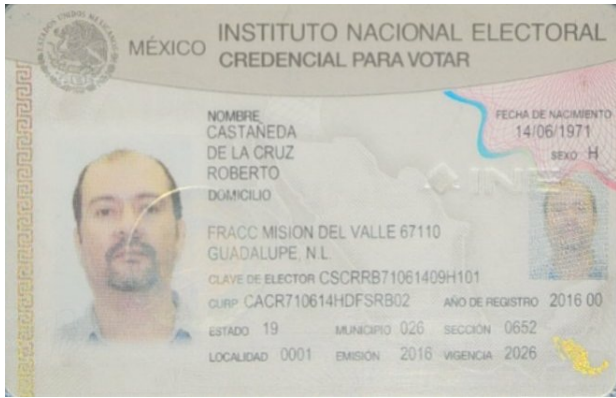 MÉXICO INSTITUTO NACIONAL ELECTORAL
CREDENCIAL PARA VOTAR
NOMBRE
CASTAÑEDA
DE LA CRUZ
ROBERTO
FECHA DE NACIMIENTO
14/06/1971
SEXO H
DOMICILIO
FRACC MISION DEL VALLE 67110
GUADALUPE, N.L.
CLAVE DE ELECTOR CSCRRB71061409H101
CURP CACR710614HDFSRB02 AÑO DE REGISTRO 2016 00
ESTADO 19 MUNICIPIO 026 SECCIÓN 0652
LOCALIDAD 0001 EMISIÓN 2016 VIGENCIA 2026